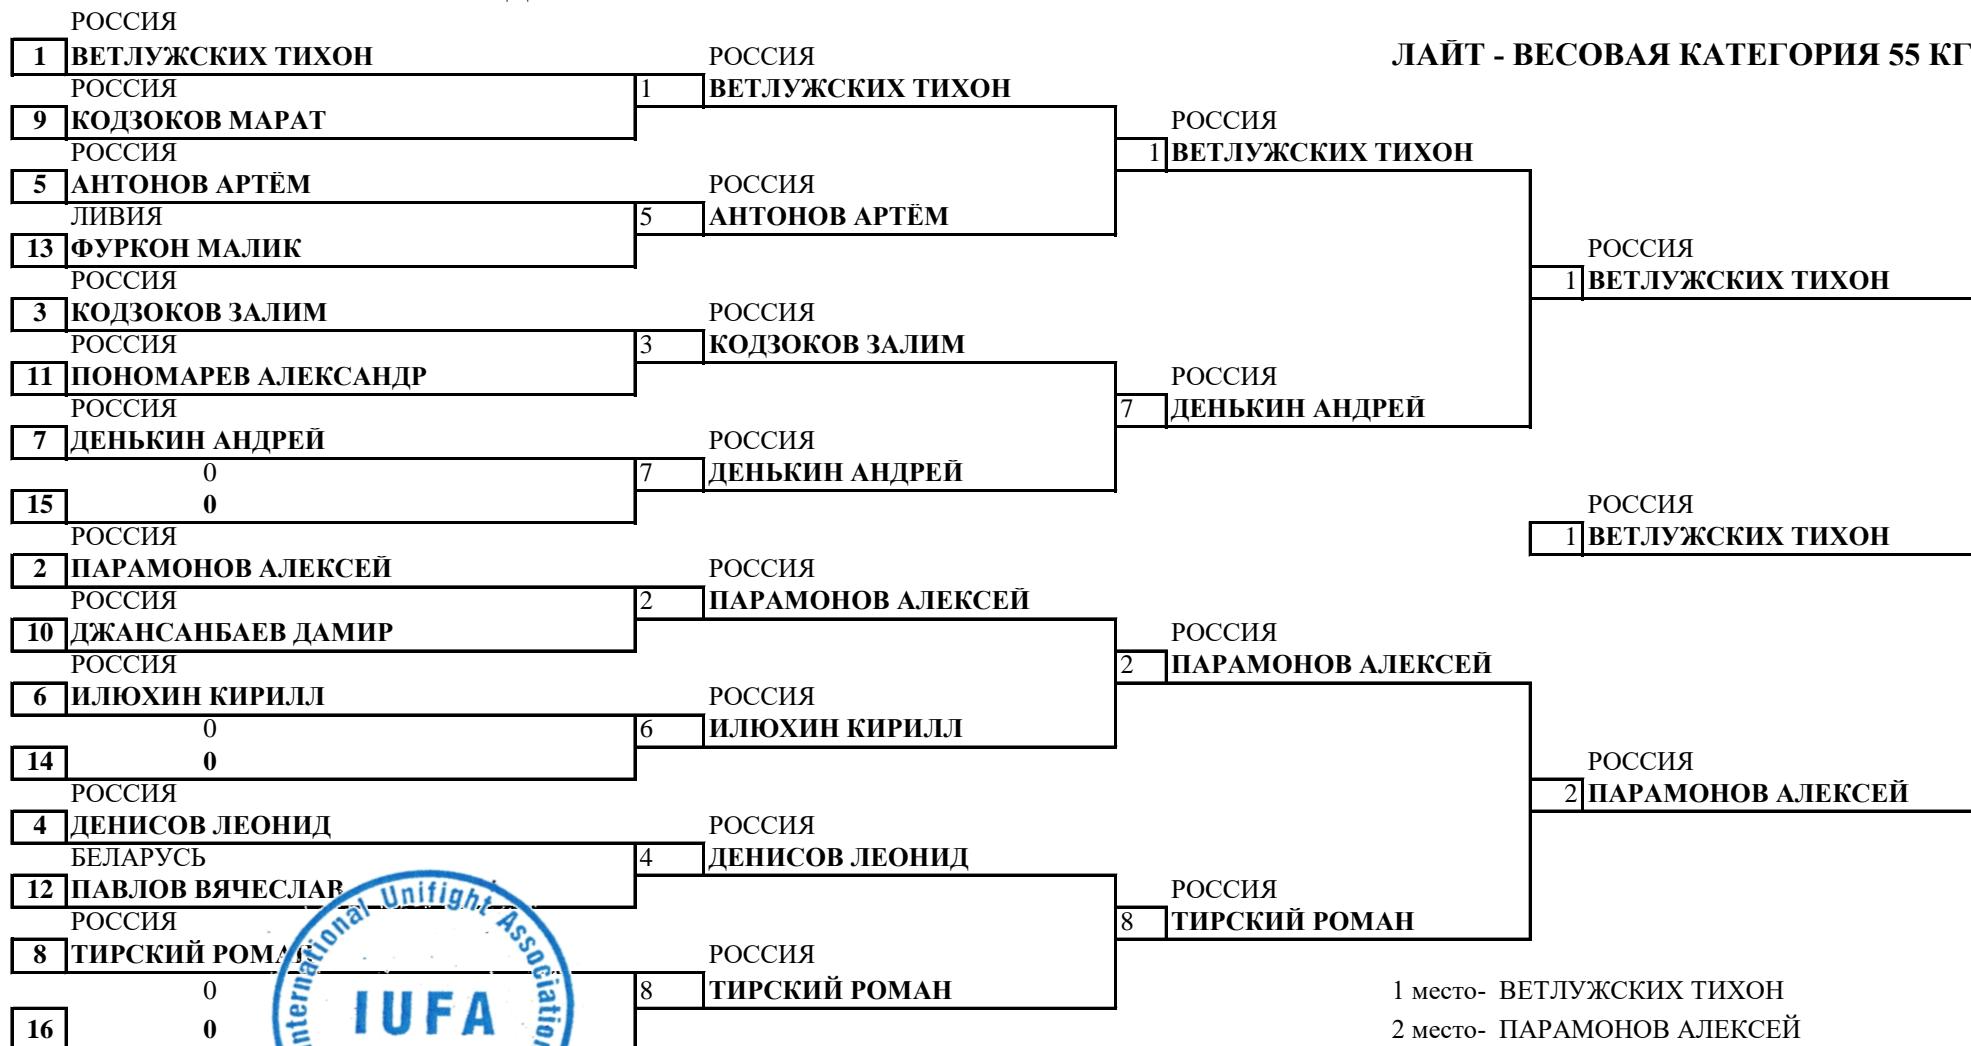 РОССИЯ
1 ВЕТЛУЖСКИХ ТИХОН РОССИЯ ЛАЙТ - ВЕСОВАЯ КАТЕГОРИЯ 55 КГ
РОССИЯ 1 ВЕТЛУЖСКИХ ТИХОН
9 КОДЗОКОВ МАРАТ РОССИЯ
РОССИЯ 1 ВЕТЛУЖСКИХ ТИХОН
5 АНТОНОВ АРТЁМ РОССИЯ
ЛИВИЯ 5 АНТОНОВ АРТЁМ
13 ФУРКОН МАЛИК РОССИЯ
РОССИЯ 1 ВЕТЛУЖСКИХ ТИХОН
3 КОДЗОКОВ ЗАЛИМ РОССИЯ
РОССИЯ 3 КОДЗОКОВ ЗАЛИМ
11 ПОНОМАРЕВ АЛЕКСАНДР РОССИЯ
РОССИЯ 7 ДЕНЬКИН АНДРЕЙ
7 ДЕНЬКИН АНДРЕЙ РОССИЯ
0 7 ДЕНЬКИН АНДРЕЙ
15 0 РОССИЯ
РОССИЯ 1 ВЕТЛУЖСКИХ ТИХОН
2 ПАРАМОНОВ АЛЕКСЕЙ РОССИЯ
РОССИЯ 2 ПАРАМОНОВ АЛЕКСЕЙ
10 ДЖАНСАНБАЕВ ДАМИР РОССИЯ
РОССИЯ 2 ПАРАМОНОВ АЛЕКСЕЙ
6 ИЛЮХИН КИРИЛЛ РОССИЯ
0 6 ИЛЮХИН КИРИЛЛ
14 0 РОССИЯ
РОССИЯ 2 ПАРАМОНОВ АЛЕКСЕЙ
4 ДЕНИСОВ ЛЕОНИД РОССИЯ
БЕЛАРУСЬ 4 ДЕНИСОВ ЛЕОНИД
12 ПАВЛОВ ВЯЧЕСЛАВ РОССИЯ
РОССИЯ 8 ТИРСКИЙ РОМАН
8 ТИРСКИЙ РОМАН РОССИЯ
0 8 ТИРСКИЙ РОМАН 1 место- ВЕТЛУЖСКИХ ТИХОН
16 0 2 место- ПАРАМОНОВ АЛЕКСЕЙ
International Unifight Association
IUFA